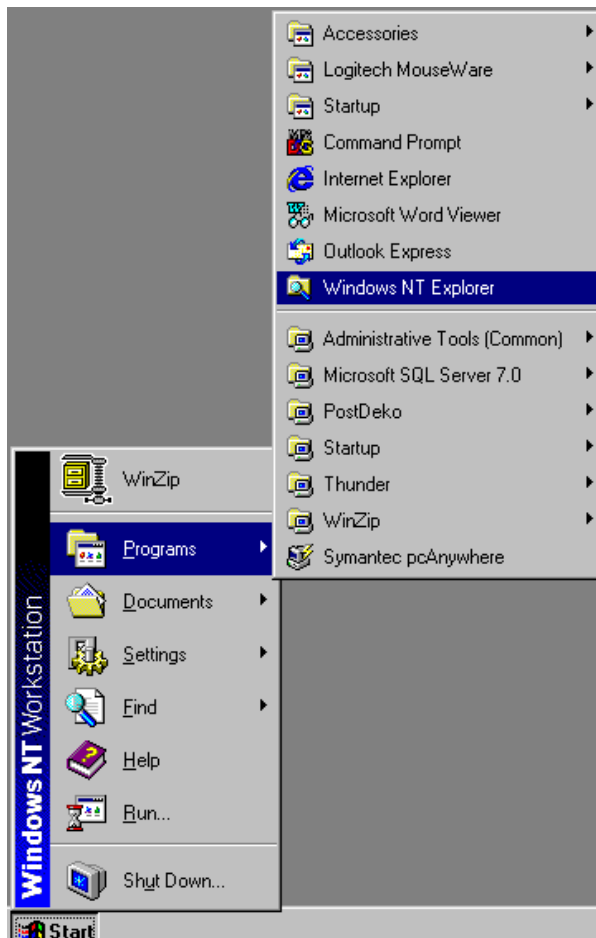 Accessories
Logitech MouseWare
Startup
Command Prompt
Internet Explorer
Microsoft Word Viewer
Outlook Express
Windows NT Explorer
Administrative Tools (Common)
Microsoft SQL Server 7.0
PostDeko
Startup
Thunder
WinZip
Symantec pcAnywhere
WinZip
Programs
Documents
Settings
Find
Help
Run...
Shut Down...
Windows NT Workstation
Start